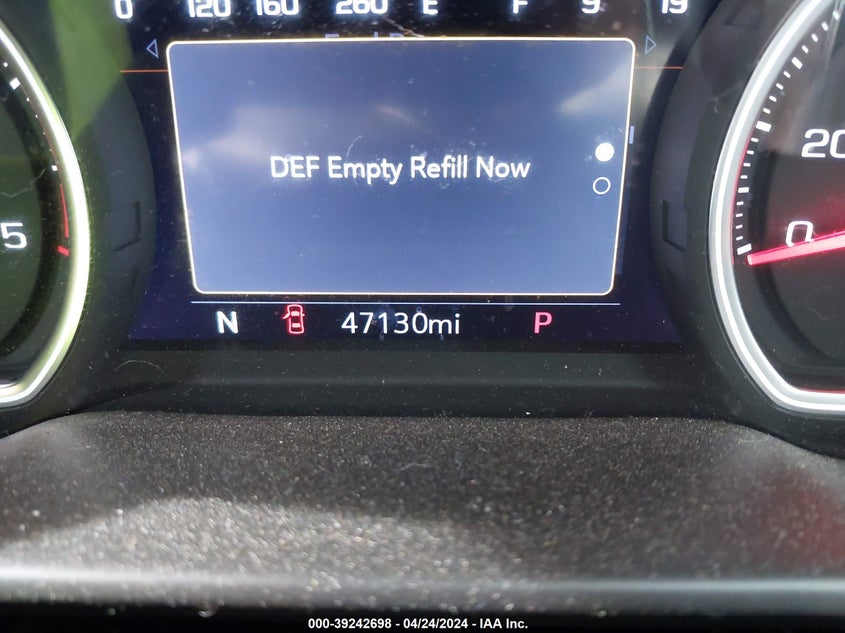 0 120 160 260 E F 9 19
DEF Empty Refill Now
5
20
0
N 47130mi P
000-39242698 - 04/24/2024 - IAA Inc.